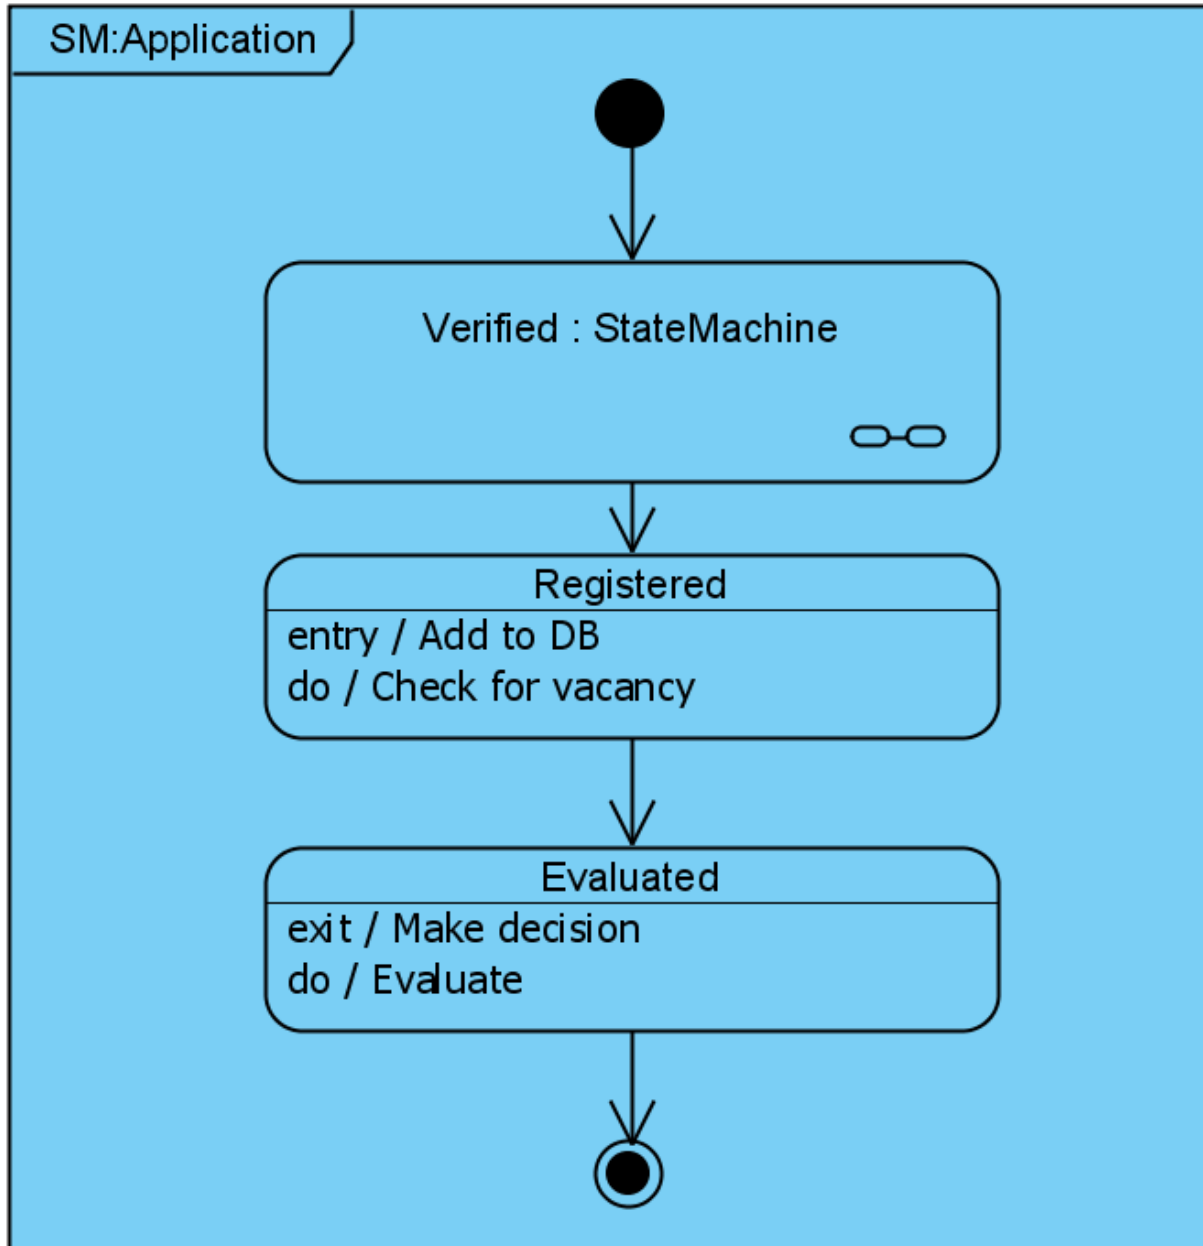 SM:Application
Verified : StateMachine
Registered
entry / Add to DB
do / Check for vacancy
Evaluated
exit / Make decision
do / Evaluate